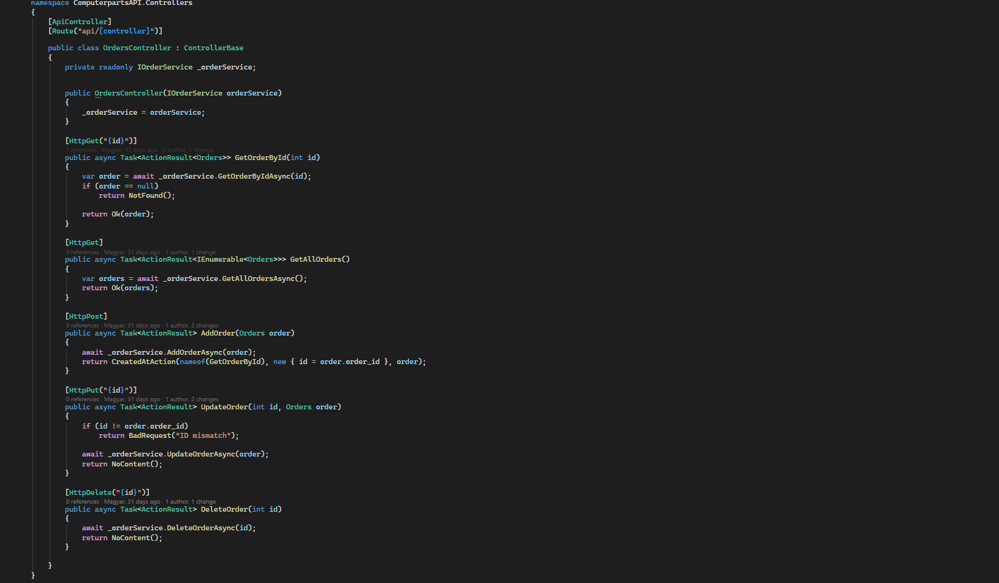 namespace ComputerpartsAPI.Controllers
{
[ApiController]
[Route("api/[controller]")]
public class OrdersController : ControllerBase
{
private readonly IOrderService _orderService;
public OrdersController(IOrderService orderService)
{
_orderService = orderService;
}
[HttpGet("{id}")]
1 reference | Magyar, 31 days ago | 1 author, 1 change
public async Task<ActionResult<Orders>> GetOrderById(int id)
{
var order = await _orderService.GetOrderByIdAsync(id);
if (order == null)
return NotFound();
return Ok(order);
}
[HttpGet]
0 references | Magyar, 31 days ago | 1 author, 1 change
public async Task<ActionResult<IEnumerable<Orders>>> GetAllOrders()
{
var orders = await _orderService.GetAllOrdersAsync();
return Ok(orders);
}
[HttpPost]
0 references | Magyar, 31 days ago | 1 author, 2 changes
public async Task<ActionResult> AddOrder(Orders order)
{
await _orderService.AddOrderAsync(order);
return CreatedAtAction(nameof(GetOrderById), new { id = order.order_id }, order);
}
[HttpPut("{id}")]
0 references | Magyar, 31 days ago | 1 author, 2 changes
public async Task<ActionResult> UpdateOrder(int id, Orders order)
{
if (id != order.order_id)
return BadRequest("ID mismatch");
await _orderService.UpdateOrderAsync(order);
return NoContent();
}
[HttpDelete("{id}")]
0 references | Magyar, 31 days ago | 1 author, 1 change
public async Task<ActionResult> DeleteOrder(int id)
{
await _orderService.DeleteOrderAsync(id);
return NoContent();
}
}
}